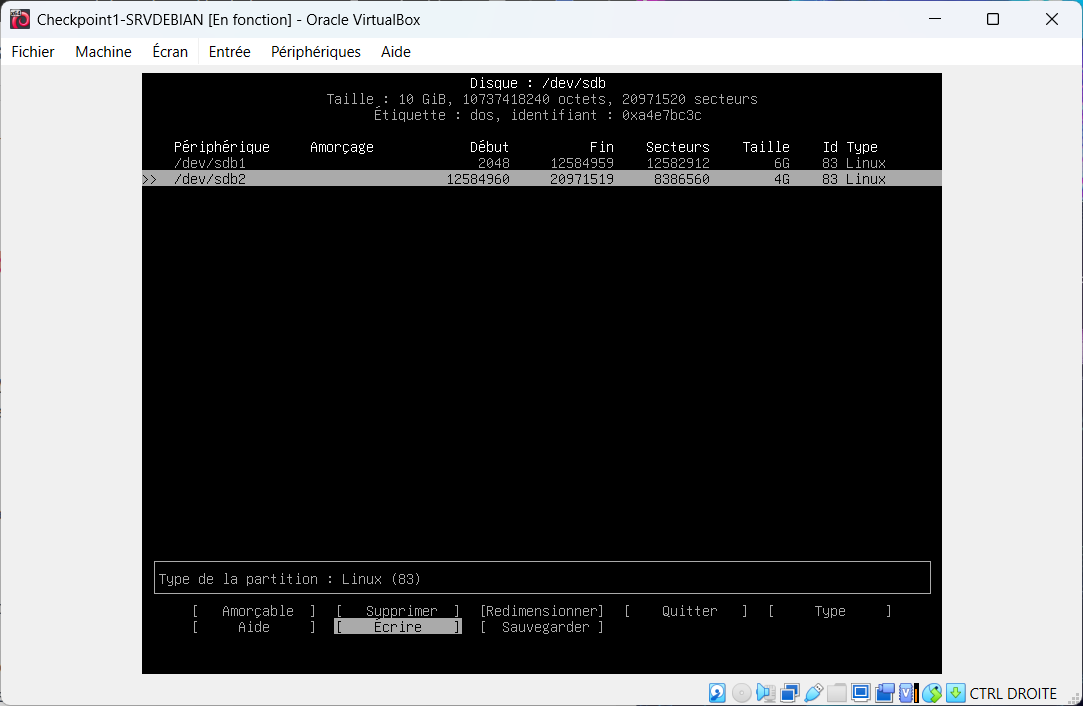 Checkpoint1-SRVDEBIAN [En fonction] - Oracle VirtualBox
Fichier Machine Écran Entrée Périphériques Aide
Disque : /dev/sdb
Taille : 10 GiB, 10737418240 octets, 20971520 secteurs
Étiquette : dos, identifiant : 0xa4e7bc3c
Périphérique Amorçage Début Fin Secteurs Taille Id Type
/dev/sdb1 2048 12584959 12582912 6G 83 Linux
>> /dev/sdb2 12584960 20971519 8386560 4G 83 Linux
Type de la partition : Linux (83)
[ Amorçable ] [ Supprimer ] [Redimensionner] [ Quitter ] [ Type ]
[ Aide ] [ Écrire ] [ Sauvegarder ]
CTRL DROITE